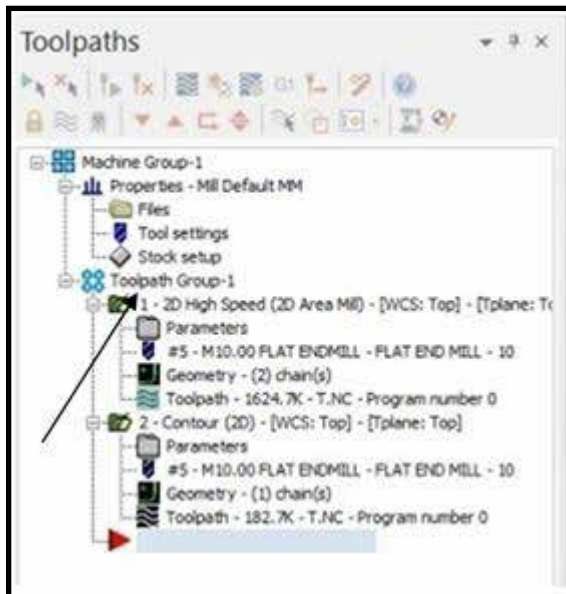 Toolpaths
G1
Machine Group-1
Properties - Mill Default MM
Files
Tool settings
Stock setup
Toolpath Group-1
1 - 2D High Speed (2D Area Mill) - [WCS: Top] - [Tplane: To
Parameters
#5 - M10.00 FLAT ENDMILL - FLAT END MILL - 10
Geometry - (2) chain(s)
Toolpath - 1624.7K - T.NC - Program number 0
2 - Contour (2D) - [WCS: Top] - [Tplane: Top]
Parameters
#5 - M10.00 FLAT ENDMILL - FLAT END MILL - 10
Geometry - (1) chain(s)
Toolpath - 182.7K - T.NC - Program number 0